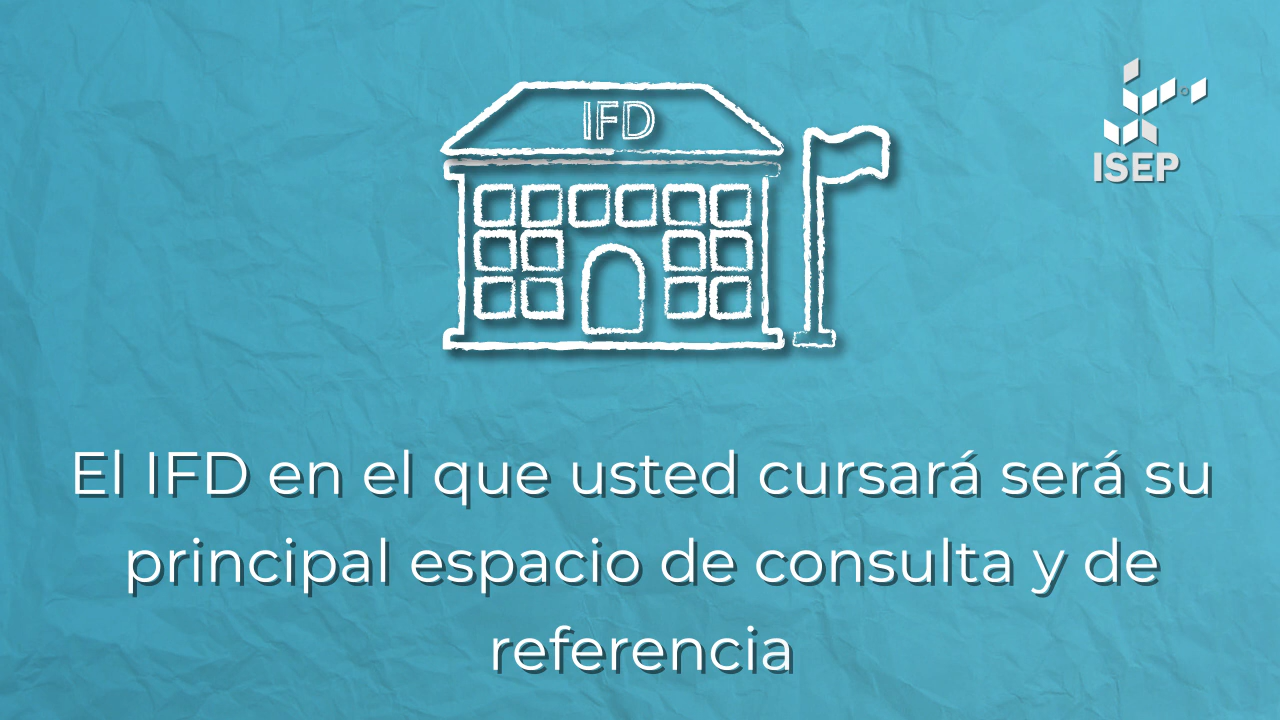 IFD
ISEP
El IFD en el que usted cursará será su
principal espacio de consulta y de
referencia